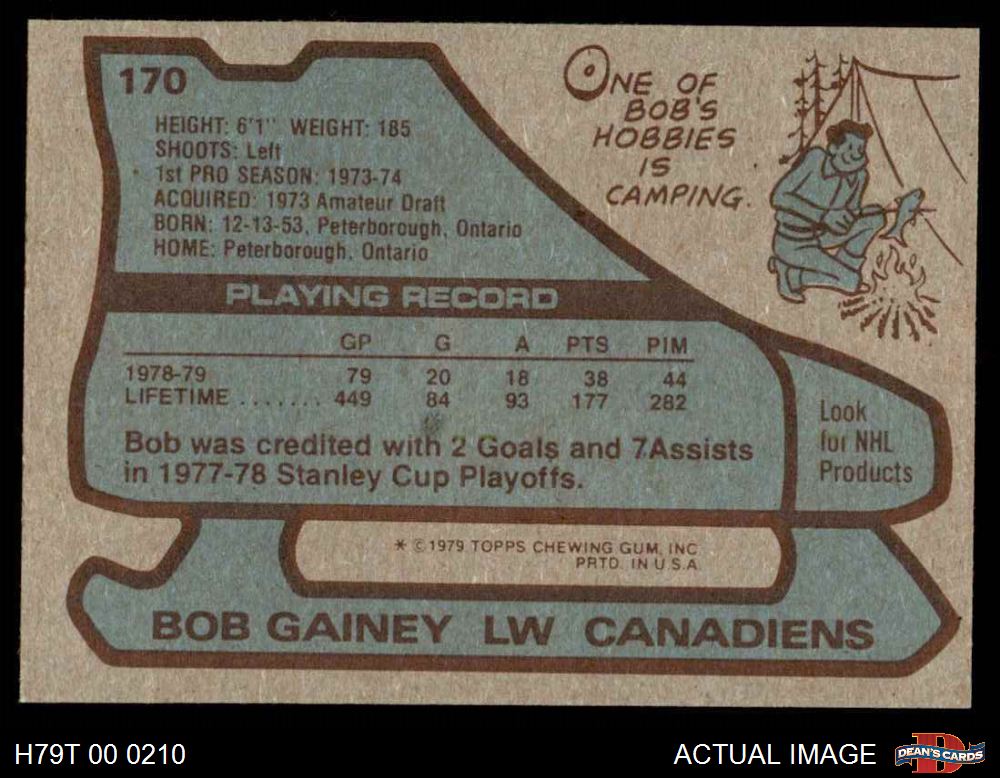 170
HEIGHT: 6'1" WEIGHT: 185
SHOOTS: Left
1st PRO SEASON: 1973-74
ACQUIRED: 1973 Amateur Draft
BORN: 12-13-53, Peterborough, Ontario
HOME: Peterborough, Ontario
ONE OF
BOB'S
HOBBIES
IS
CAMPING.
PLAYING RECORD
GP G A PTS PIM
1978-79 79 20 18 38 44
LIFETIME ....... 449 84 93 177 282
Bob was credited with 2 Goals and 7 Assists
in 1977-78 Stanley Cup Playoffs.
Look
for NHL
Products
* © 1979 TOPPS CHEWING GUM, INC.
PRTD. IN U.S.A.
BOB GAINEY LW CANADIENS
H79T 00 0210
ACTUAL IMAGE
DEAN'S CARDS